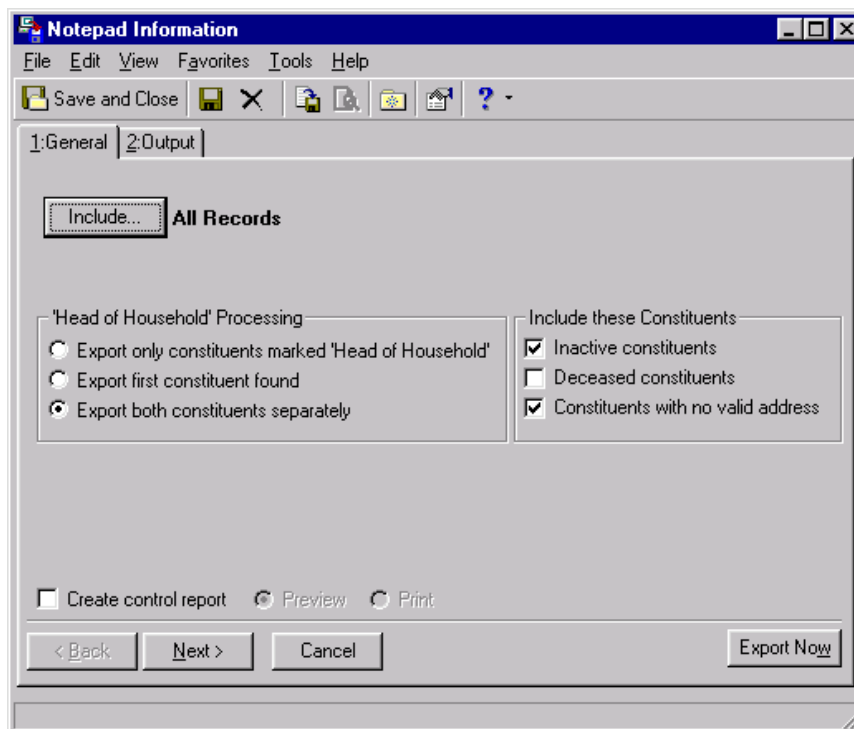 Notepad Information
File Edit View Favorites Tools Help
Save and Close ?
1:General 2:Output
Include... All Records
'Head of Household' Processing
Export only constituents marked 'Head of Household'
Export first constituent found
Export both constituents separately
Include these Constituents
Inactive constituents
Deceased constituents
Constituents with no valid address
Create control report Preview Print
< Back Next > Cancel Export Now